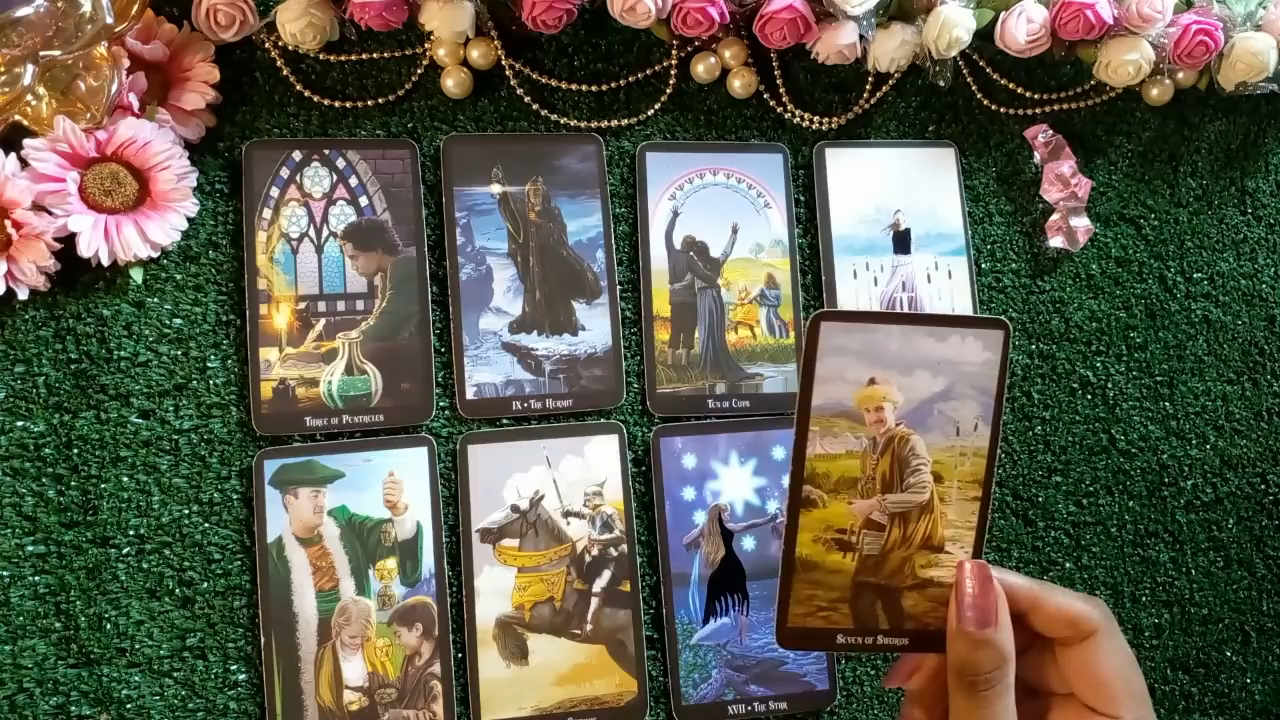 Three of Pentacles
IX • The Hermit
Ten of Cups
Seven of Swords
XVII • The Star